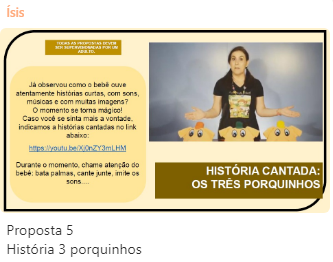 Ísis
TODAS AS PROPOSTAS DEVEM
SER SUPERVISIONADAS POR UM
ADULTO.
Já observou como o bebê ouve
atentamente histórias curtas, com sons,
músicas e com muitas imagens?
O momento se torna mágico!
Caso você se sinta mais a vontade,
indicamos a histórias cantadas no link
abaixo:
https://youtu.be/Xj0nZY3mLHM
Durante o momento, chame atenção do
bebê: bata palmas, cante junte, imite os
sons....
HISTÓRIA CANTADA:
OS TRÊS PORQUINHOS
Proposta 5
História 3 porquinhos